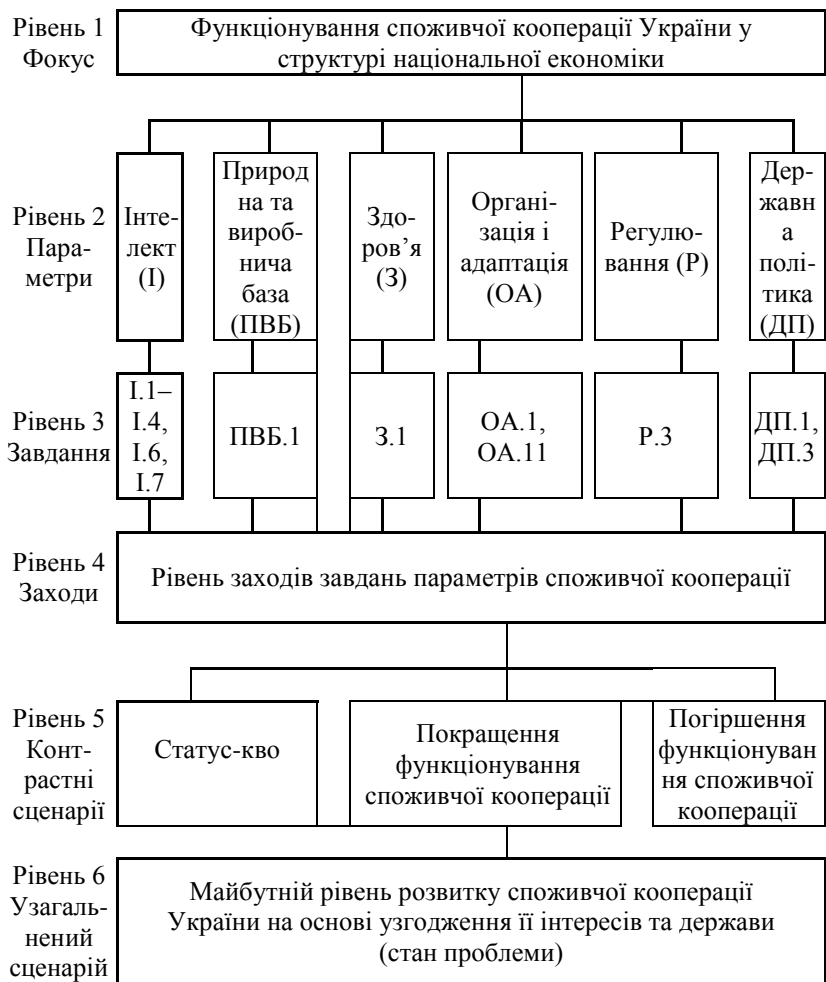 Рівень 1
Фокус
Функціонування споживчої кооперації України у
структурі національної економіки
Рівень 2
Пара-
метри
Інте-
лект
(І)
Природ
на та
вироб-
нича
база
(ПВБ)
Здо-
ров’я
(З)
Органі-
зація і
адаптація
(ОА)
Регулю-
вання (Р)
Дер-
жавн
а
полі-
тика
(ДП)
Рівень 3
Завдання
І.1–
І.4,
І.6,
І.7
ПВБ.1
З.1
ОА.1,
ОА.11
Р.3
ДП.1,
ДП.3
Рівень 4
Заходи
Рівень заходів завдань параметрів споживчої кооперації
Рівень 5
Конт-
растні
сценарії
Статус-кво
Покращення
функціонування
споживчої кооперації
Погіршення
функціонуван
ня споживчої
кооперації
Рівень 6
Узагаль-
нений
сценарій
Майбутній рівень розвитку споживчої кооперації
України на основі узгодження її інтересів та держави
(стан проблеми)